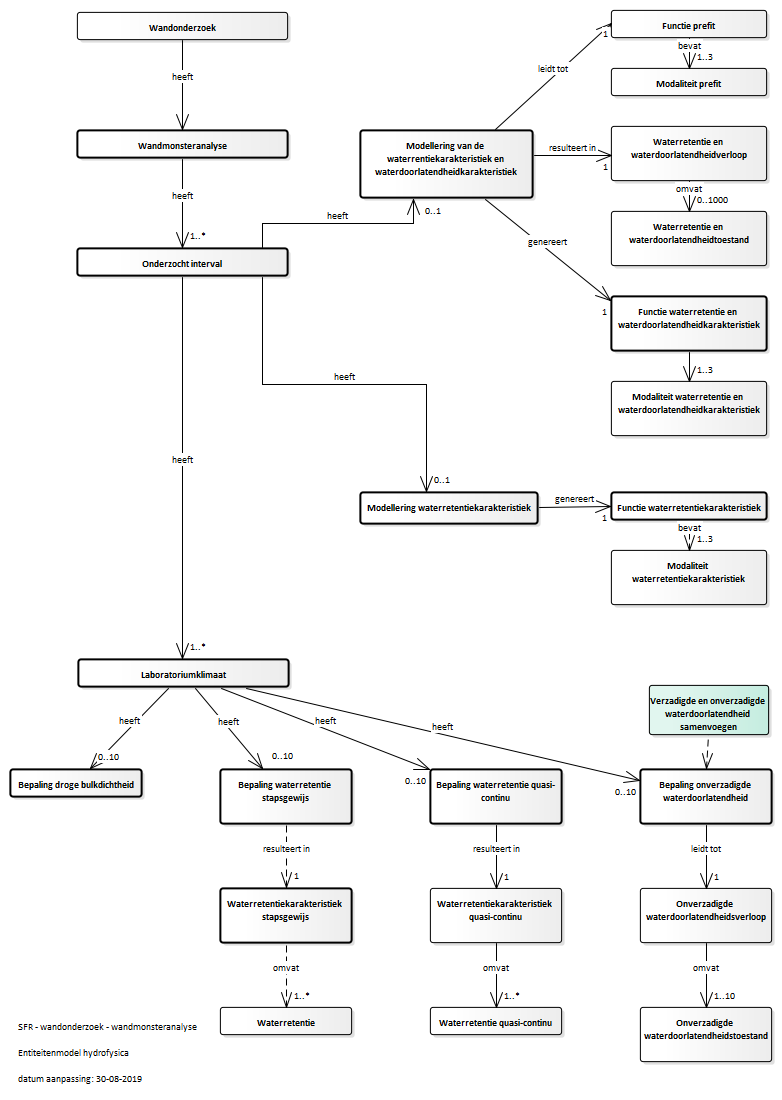 Wandonderzoek
heeft
Wandmonsteranalyse
heeft
1..*
Onderzocht interval
heeft
0..1
leidt tot
1
Functie prefit
bevat
1..3
Modaliteit prefit
Modellering van de
waterrentiekarakteristiek en
waterdoorlatendheidkarakteristiek
resulteert in
1
Waterretentie en
waterdoorlatendheidverloop
omvat
0..1000
Waterretentie en
waterdoorlatendheidtoestand
genereert
1
Functie waterretentie en
waterdoorlatendheidkarakteristiek
1..3
Modaliteit waterretentie en
waterdoorlatendheidkarakteristiek
heeft
0..1
Modellering waterretentiekarakteristiek
genereert
1
Functie waterretentiekarakteristiek
bevat
1..3
Modaliteit
waterretentiekarakteristiek
heeft
1..*
Laboratoriumklimaat
Verzadigde en onverzadigde
waterdoorlatendheid
samenvoegen
heeft
0..10
Bepaling droge bulkdichtheid
heeft
0..10
Bepaling waterretentie
stapsgewijs
resulteert in
1
Waterretentiekarakteristiek
stapsgewijs
omvat
1..*
Waterretentie
heeft
0..10
Bepaling waterretentie quasi-
continu
resulteert in
1
Waterretentiekarakteristiek
quasi-continu
omvat
1..*
Waterretentie quasi-continu
heeft
0..10
Bepaling onverzadigde
waterdoorlatendheid
leidt tot
1
Onverzadigde
waterdoorlatendheidsverloop
omvat
1..10
Onverzadigde
waterdoorlatendheidstoestand
SFR - wandonderzoek - wandmonsteranalyse
Entiteitenmodel hydrofysica
datum aanpassing: 30-08-2019